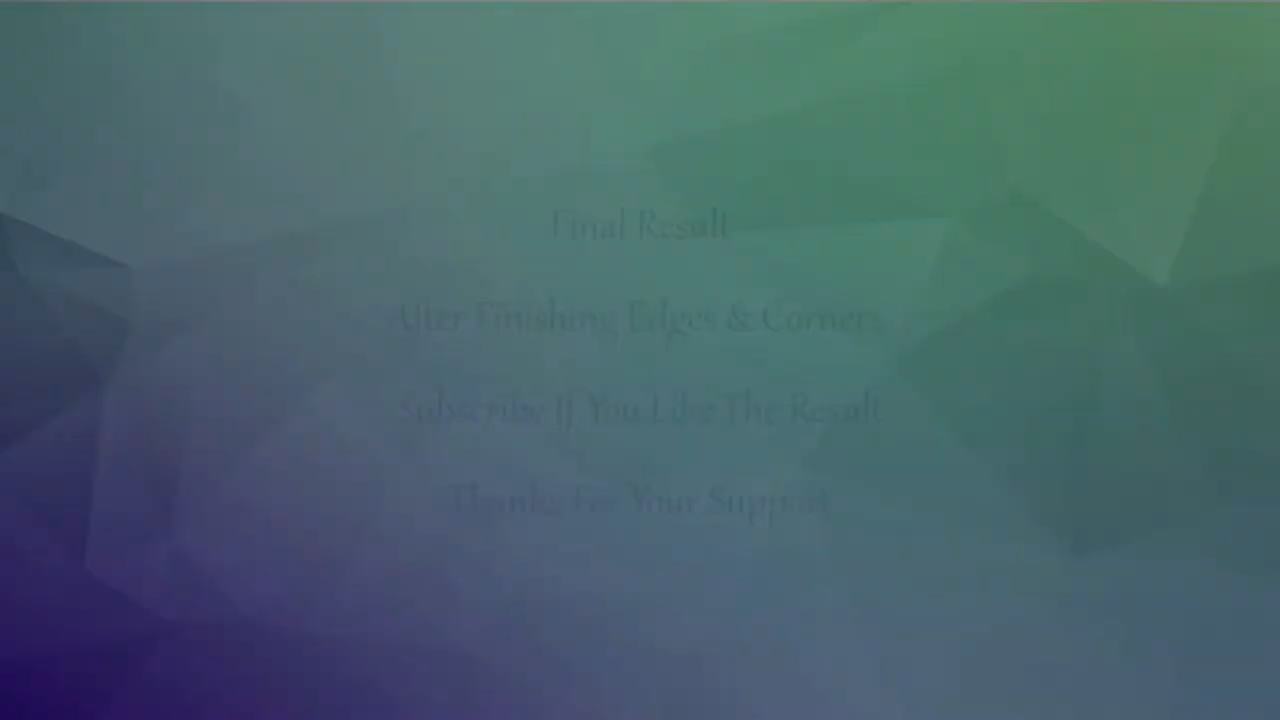 Final Result
After Finishing Edges & Corners
Subscribe If You Like The Result
Thanks For Your Support